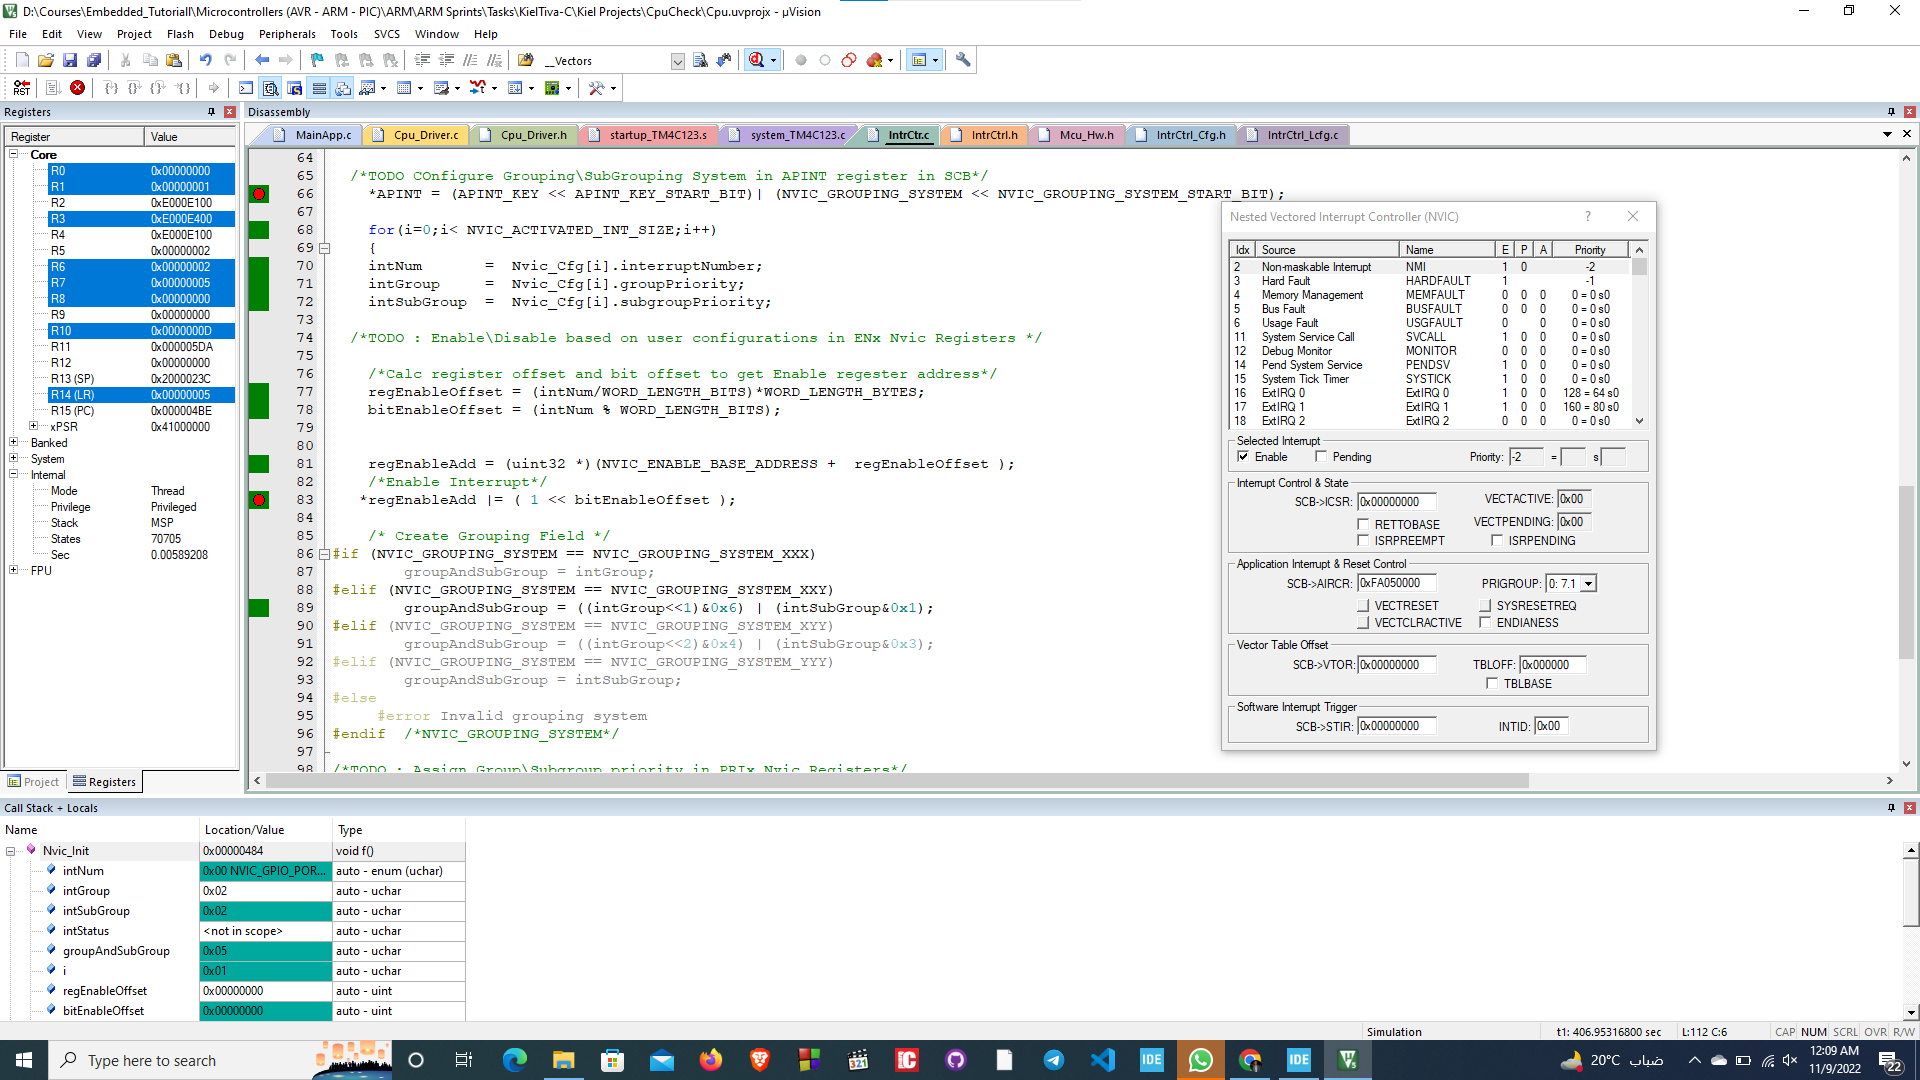 D:\Courses\Embedded_Tutoriall\Microcontrollers (AVR - ARM - PIC)\ARM\ARM Sprints\Tasks\KielTiva-C\Kiel Projects\CpuCheck\Cpu.uvprojx - µVision
File Edit View Project Flash Debug Peripherals Tools SVCS Window Help
__Vectors
Registers
Register Value
Core
R0 0x00000000
R1 0x00000001
R2 0xE000E100
R3 0xE000E400
R4 0xE000E100
R5 0x00000002
R6 0x00000002
R7 0x00000005
R8 0x00000000
R9 0x00000000
R10 0x0000000D
R11 0x000005DA
R12 0x00000000
R13 (SP) 0x2000023C
R14 (LR) 0x00000005
R15 (PC) 0x000004BE
xPSR 0x41000000
Banked
System
Internal
Mode Thread
Privilege Privileged
Stack MSP
States 70705
Sec 0.00589208
FPU
Project Registers
Disassembly
MainApp.c Cpu_Driver.c Cpu_Driver.h startup_TM4C123.s system_TM4C123.c IntrCtr.c IntrCtrl.h Mcu_Hw.h IntrCtrl_Cfg.h IntrCtrl_Lcfg.c
64
65 /*TODO COnfigure Grouping\SubGrouping System in APINT register in SCB*/
66 *APINT = (APINT_KEY << APINT_KEY_START_BIT)| (NVIC_GROUPING_SYSTEM << NVIC_GROUPING_SYSTEM_START_BIT);
67
68 for(i=0;i< NVIC_ACTIVATED_INT_SIZE;i++)
69 {
70 intNum = Nvic_Cfg[i].interruptNumber;
71 intGroup = Nvic_Cfg[i].groupPriority;
72 intSubGroup = Nvic_Cfg[i].subgroupPriority;
73
74 /*TODO : Enable\Disable based on user configurations in ENx Nvic Registers */
75
76 /*Calc register offset and bit offset to get Enable regester address*/
77 regEnableOffset = (intNum/WORD_LENGTH_BITS)*WORD_LENGTH_BYTES;
78 bitEnableOffset = (intNum % WORD_LENGTH_BITS);
79
80
81 regEnableAdd = (uint32 *)(NVIC_ENABLE_BASE_ADDRESS + regEnableOffset );
82 /*Enable Interrupt*/
83 *regEnableAdd |= ( 1 << bitEnableOffset );
84
85 /* Create Grouping Field */
86 #if (NVIC_GROUPING_SYSTEM == NVIC_GROUPING_SYSTEM_XXX)
87 groupAndSubGroup = intGroup;
88 #elif (NVIC_GROUPING_SYSTEM == NVIC_GROUPING_SYSTEM_XXY)
89 groupAndSubGroup = ((intGroup<<1)&0x6) | (intSubGroup&0x1);
90 #elif (NVIC_GROUPING_SYSTEM == NVIC_GROUPING_SYSTEM_XYY)
91 groupAndSubGroup = ((intGroup<<2)&0x4) | (intSubGroup&0x3);
92 #elif (NVIC_GROUPING_SYSTEM == NVIC_GROUPING_SYSTEM_YYY)
93 groupAndSubGroup = intSubGroup;
94 #else
95 #error Invalid grouping system
96 #endif /*NVIC_GROUPING_SYSTEM*/
97
98 /*TODO : Assign Group\Subgroup priority in PRIx Nvic Registers*/
Nested Vectored Interrupt Controller (NVIC) ?
Idx Source Name E P A Priority
2 Non-maskable Interrupt NMI 1 0 -2
3 Hard Fault HARDFAULT 1 -1
4 Memory Management MEMFAULT 0 0 0 0 = 0 s0
5 Bus Fault BUSFAULT 0 0 0 0 = 0 s0
6 Usage Fault USGFAULT 0 0 0 = 0 s0
11 System Service Call SVCALL 1 0 0 0 = 0 s0
12 Debug Monitor MONITOR 0 0 0 0 = 0 s0
14 Pend System Service PENDSV 1 0 0 0 = 0 s0
15 System Tick Timer SYSTICK 1 0 0 0 = 0 s0
16 ExtIRQ 0 ExtIRQ 0 1 0 0 128 = 64 s0
17 ExtIRQ 1 ExtIRQ 1 1 0 0 160 = 80 s0
18 ExtIRQ 2 ExtIRQ 2 0 0 0 0 = 0 s0
Selected Interrupt
Enable Pending Priority: -2 = s
Interrupt Control & State
SCB->ICSR: 0x00000000 VECTACTIVE: 0x00
RETTOBASE VECTPENDING: 0x00
ISRPREEMPT ISRPENDING
Application Interrupt & Reset Control
SCB->AIRCR: 0xFA050000 PRIGROUP: 0: 7.1
VECTRESET SYSRESETREQ
VECTCLRACTIVE ENDIANESS
Vector Table Offset
SCB->VTOR: 0x00000000 TBLOFF: 0x000000
TBLBASE
Software Interrupt Trigger
SCB->STIR: 0x00000000 INTID: 0x00
Call Stack + Locals
Name Location/Value Type
Nvic_Init 0x00000484 void f()
intNum 0x00 NVIC_GPIO_POR... auto - enum (uchar)
intGroup 0x02 auto - uchar
intSubGroup 0x02 auto - uchar
intStatus <not in scope> auto - uchar
groupAndSubGroup 0x05 auto - uchar
i 0x01 auto - uchar
regEnableOffset 0x00000000 auto - uint
bitEnableOffset 0x00000000 auto - uint
Simulation t1: 406.95316800 sec L:112 C:6 CAP NUM SCRL OVR R/W
Type here to search
20°C ضباب
12:09 AM
11/9/2022
22